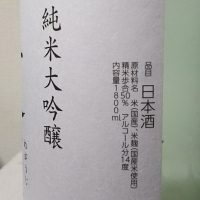 純米大吟醸
品目 日本酒
原材料名 米(国産)、米麹(国産米使用)
精米歩合50% アルコール分14度
内容量1800ml